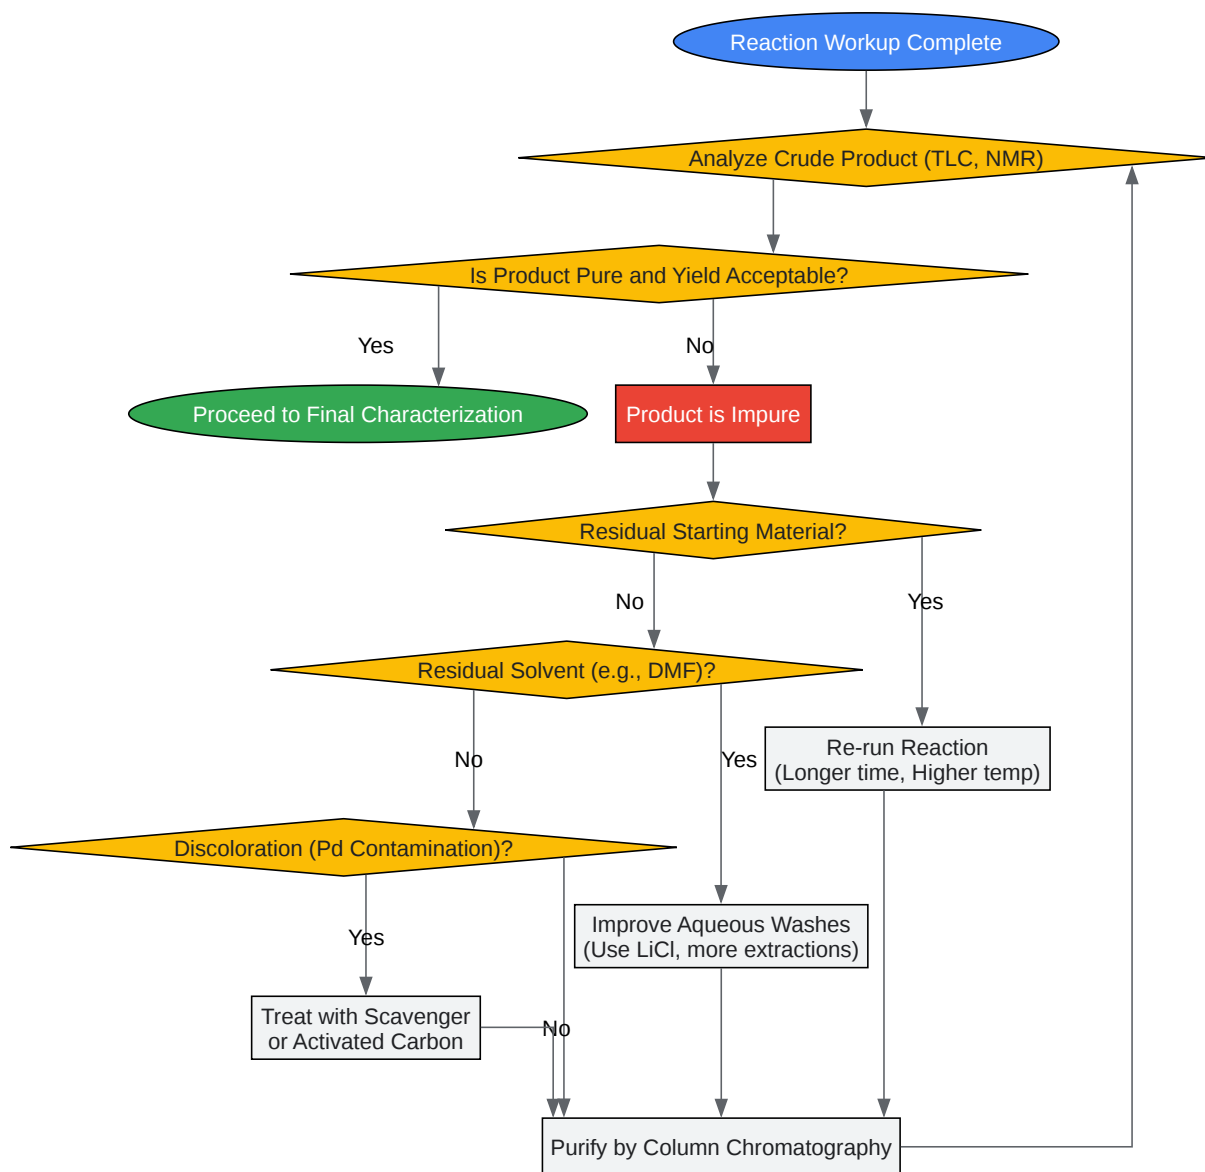 Reaction Workup Complete
Analyze Crude Product (TLC, NMR)
Is Product Pure and Yield Acceptable?
Yes
No
Proceed to Final Characterization
Product is Impure
Residual Starting Material?
No
Yes
Residual Solvent (e.g., DMF)?
Re-run Reaction
(Longer time, Higher temp)
No
Yes
Discoloration (Pd Contamination)?
Improve Aqueous Washes
(Use LiCl, more extractions)
Yes
Treat with Scavenger
or Activated Carbon
No
Purify by Column Chromatography